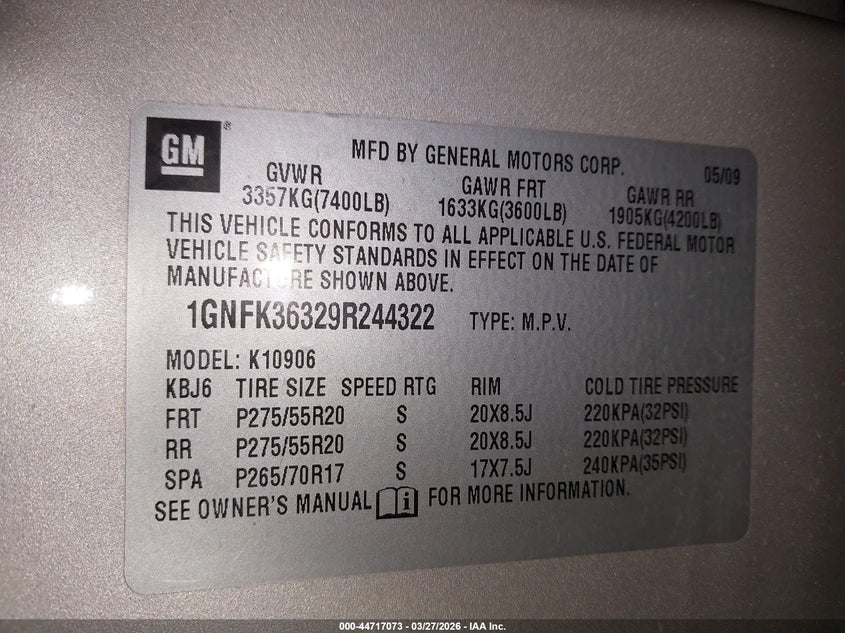 GM®
MFD BY GENERAL MOTORS CORP. 05/09
GVWR GAWR FRT GAWR RR
3357KG(7400LB) 1633KG(3600LB) 1905KG(4200LB)
THIS VEHICLE CONFORMS TO ALL APPLICABLE U.S. FEDERAL MOTOR
VEHICLE SAFETY STANDARDS IN EFFECT ON THE DATE OF
MANUFACTURE SHOWN ABOVE.
1GNFK36329R244322 TYPE: M.P.V.
MODEL: K10906
KBJ6 TIRE SIZE SPEED RTG RIM COLD TIRE PRESSURE
FRT P275/55R20 S 20X8.5J 220KPA(32PSI)
RR P275/55R20 S 20X8.5J 220KPA(32PSI)
SPA P265/70R17 S 17X7.5J 240KPA(35PSI)
SEE OWNER'S MANUAL i FOR MORE INFORMATION.
000-44717073 - 03/27/2026 - IAA Inc.